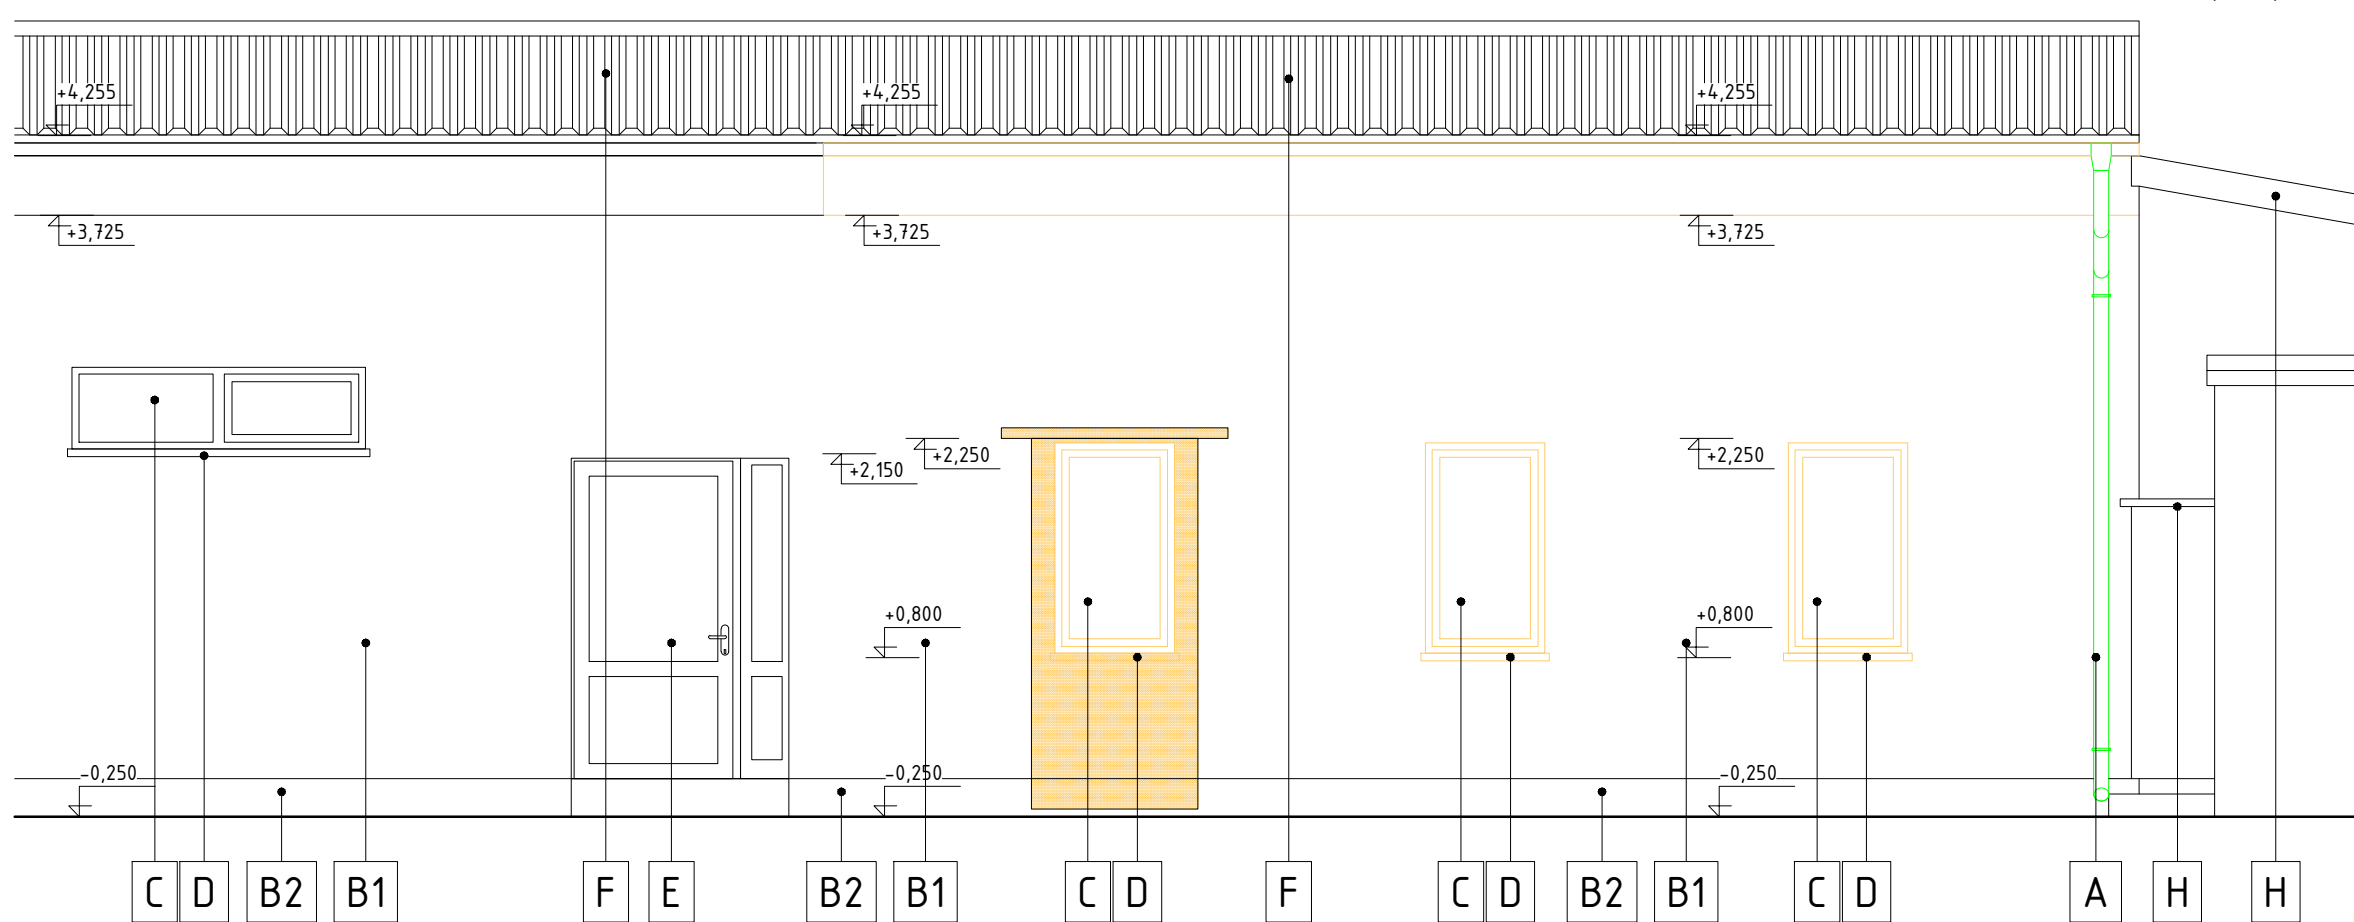 +4,255 +4,255 +4,255
+3,725 +3,725 +3,725
+2,250 +2,250
+2,150
+0,800 +0,800
-0,250 -0,250 -0,250
C D B2 B1 F E B2 B1 C D F C D B2 B1 C D A H H